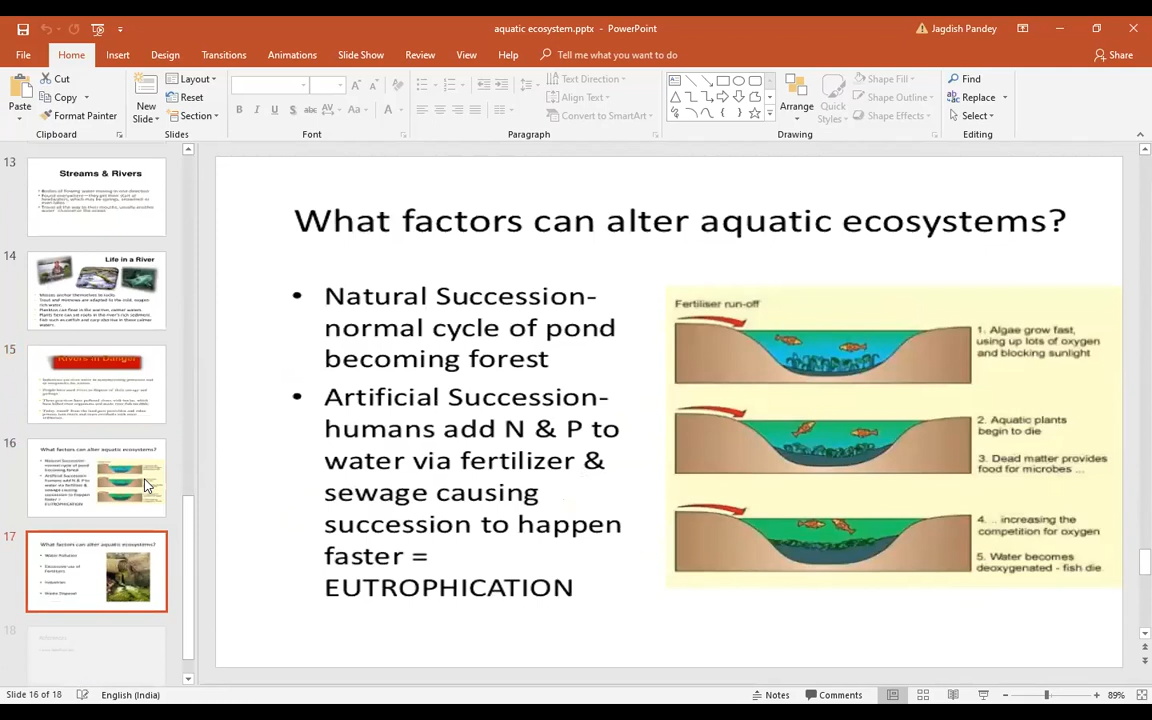 aquatic ecosystem.pptx - PowerPoint
Jagdish Pandey
File Home Insert Design Transitions Animations Slide Show Review View Help Tell me what you want to do Share
Paste
Cut
Copy
Format Painter
Clipboard
New Slide
Layout
Reset
Section
Slides
Font
Text Direction
Align Text
Convert to SmartArt
Paragraph
Arrange
Quick Styles
Shape Fill
Shape Outline
Shape Effects
Drawing
Find
Replace
Select
Editing
13
Streams & Rivers
14
Life in a River
15
Rivers in Danger
16
What factors can alter aquatic ecosystems?
17
What factors can alter aquatic ecosystems?
18
What factors can alter aquatic ecosystems?
• Natural Succession-
normal cycle of pond
becoming forest
• Artificial Succession-
humans add N & P to
water via fertilizer &
sewage causing
succession to happen
faster =
EUTROPHICATION
Fertiliser run-off
1. Algae grow fast,
using up lots of oxygen
and blocking sunlight
2. Aquatic plants
begin to die
3. Dead matter provides
food for microbes ...
4. .. increasing the
competition for oxygen
5. Water becomes
deoxygenated - fish die
Slide 16 of 18 English (India) Notes Comments 89%